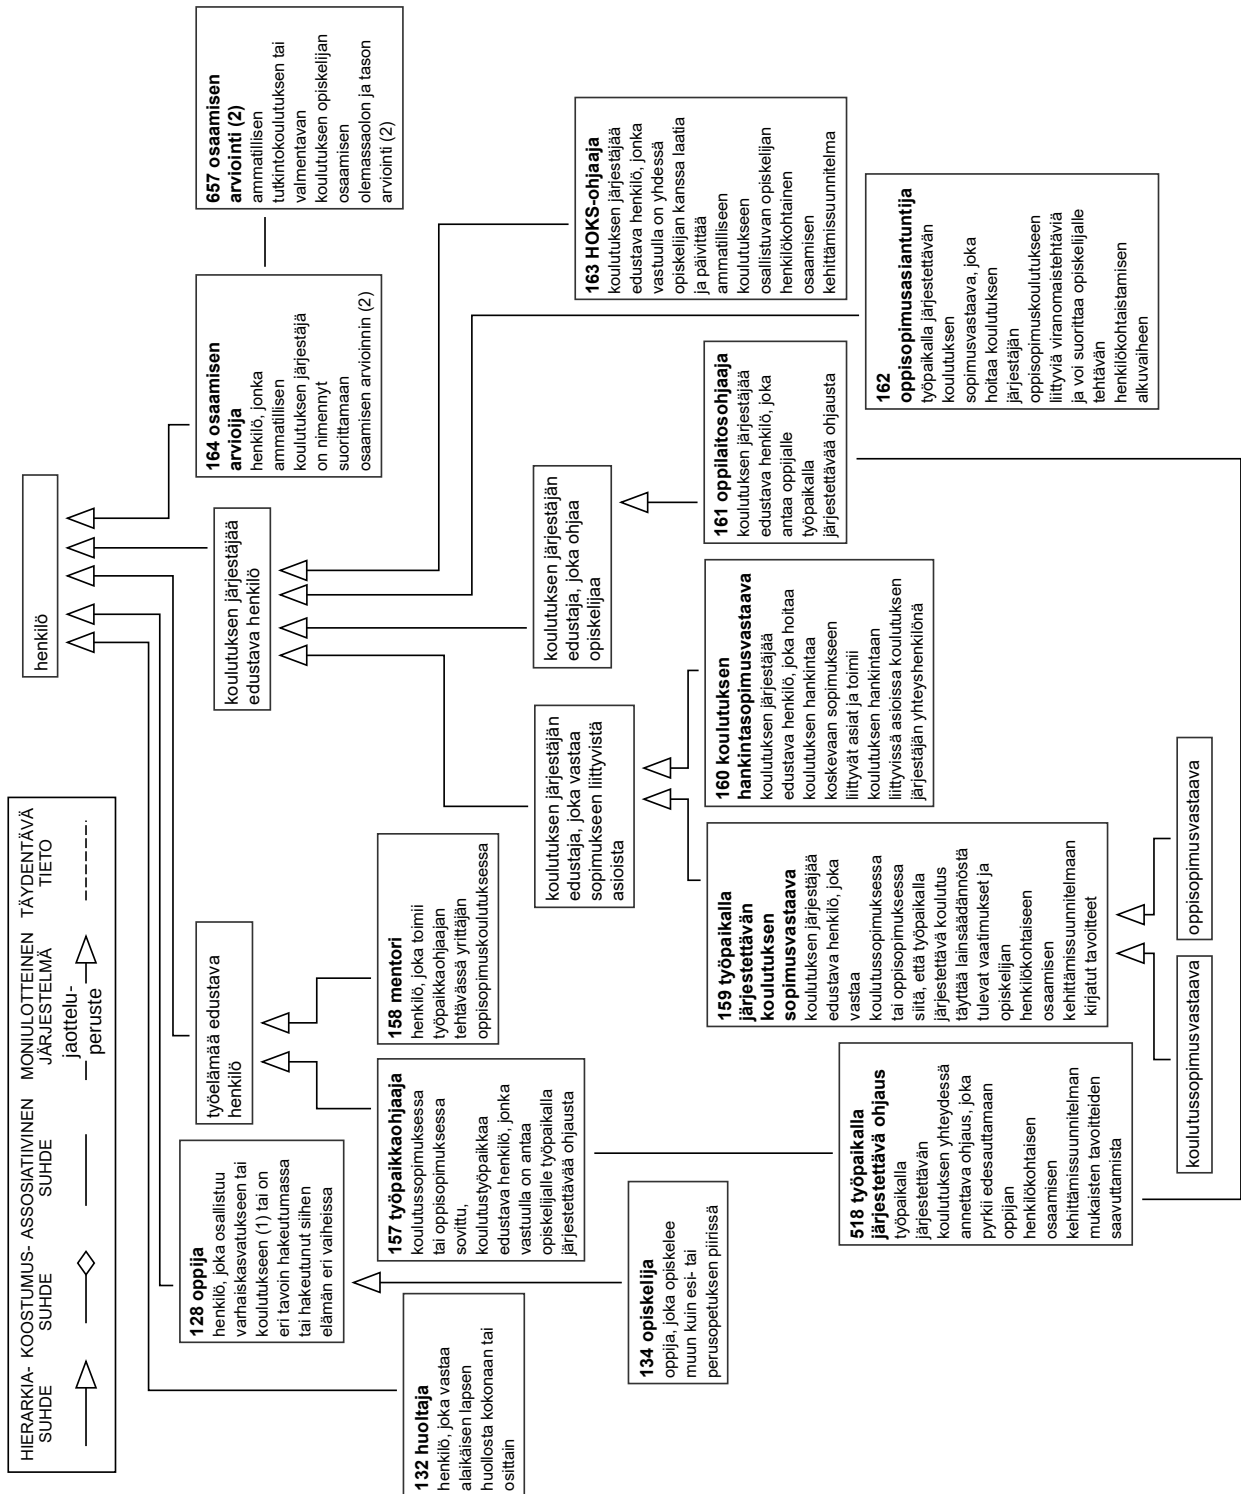 HIERARKIA-
SUHDE
KOOSTUMUS-
SUHDE
ASSOSIATIIVINEN
SUHDE
MONIULOTTEINEN
JÄRJESTELMÄ
jaottelu-
peruste
TÄYDENTÄVÄ
TIETO
henkilö
132 huoltaja
henkilö, joka vastaa
alaikäisen lapsen
huollosta kokonaan tai
osittain
128 oppija
henkilö, joka osallistuu
varhaiskasvatukseen tai
koulutukseen (1) tai on
eri tavoin hakeutumassa
tai hakeutunut siihen
elämän eri vaiheissa
työelämää edustava
henkilö
koulutuksen järjestäjää
edustava henkilö
164 osaamisen
arvioija
henkilö, jonka
ammatillisen
koulutuksen järjestäjä
on nimennyt
suorittamaan
osaamisen arvioinnin (2)
657 osaamisen
arviointi (2)
ammatillisen
tutkintokoulutuksen tai
valmentavan
koulutuksen opiskelijan
osaamisen
olemassaolon ja tason
arviointi (2)
134 opiskelija
oppija, joka opiskelee
muun kuin esi- tai
perusopetuksen piirissä
157 työpaikkaohjaaja
koulutussopimuksessa
tai oppisopimuksessa
sovittu,
koulutustyöpaikkaa
edustava henkilö, jonka
vastuulla on antaa
opiskelijalle työpaikalla
järjestettävää ohjausta
158 mentori
henkilö, joka toimii
työpaikkaohjaajan
tehtävässä yrittäjän
oppisopimuskoulutuksessa
koulutuksen järjestäjän
edustaja, joka vastaa
sopimukseen liittyvistä
asioista
koulutuksen järjestäjän
edustaja, joka ohjaa
opiskelijaa
163 HOKS-ohjaaja
koulutuksen järjestäjää
edustava henkilö, jonka
vastuulla on yhdessä
opiskelijan kanssa laatia
ja päivittää
ammatilliseen
koulutukseen
osallistuvan opiskelijan
henkilökohtainen
osaamisen
kehittämissuunnitelma
518 työpaikalla
järjestettävä ohjaus
työpaikalla
järjestettävän
koulutuksen yhteydessä
annettava ohjaus, joka
pyrkii edesauttamaan
oppijan
henkilökohtaisen
osaamisen
kehittämissuunnitelman
mukaisten tavoitteiden
saavuttamista
159 työpaikalla
järjestettävän
koulutuksen
sopimusvastaava
koulutuksen järjestäjää
edustava henkilö, joka
vastaa
koulutussopimuksessa
tai oppisopimuksessa
siitä, että työpaikalla
järjestettävä koulutus
täyttää lainsäädännöstä
tulevat vaatimukset ja
opiskelijan
henkilökohtaiseen
osaamisen
kehittämissuunnitelmaan
kirjatut tavoitteet
160 koulutuksen
hankintasopimusvastaava
koulutuksen järjestäjää
edustava henkilö, joka hoitaa
koulutuksen hankintaa
koskevaan sopimukseen
liittyvät asiat ja toimii
koulutuksen hankintaan
liittyvissä asioissa koulutuksen
järjestäjän yhteyshenkilönä
161 oppilaitosohjaaja
koulutuksen järjestäjää
edustava henkilö, joka
antaa oppijalle
työpaikalla
järjestettävää ohjausta
162
oppisopimusasiantuntija
työpaikalla järjestettävän
koulutuksen
sopimusvastaava, joka
hoitaa koulutuksen
järjestäjän
oppisopimuskoulutukseen
liittyviä viranomaistehtäviä
ja voi suorittaa opiskelijalle
tehtävän
henkilökohtaistamisen
alkuvaiheen
koulutussopimusvastaava
oppisopimusvastaava